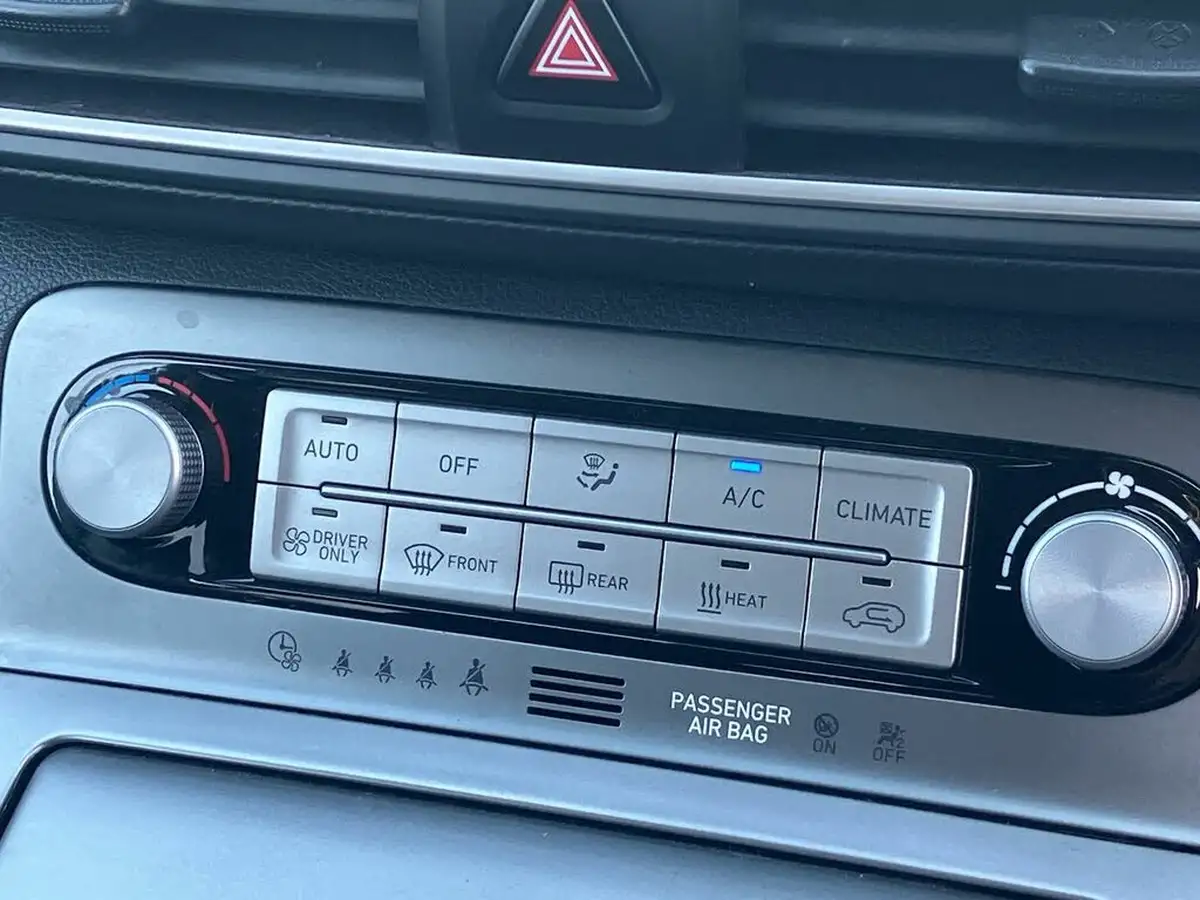 AUTO
OFF
A/C
CLIMATE
DRIVER
ONLY
FRONT
REAR
HEAT
PASSENGER
AIR BAG
ON
OFF